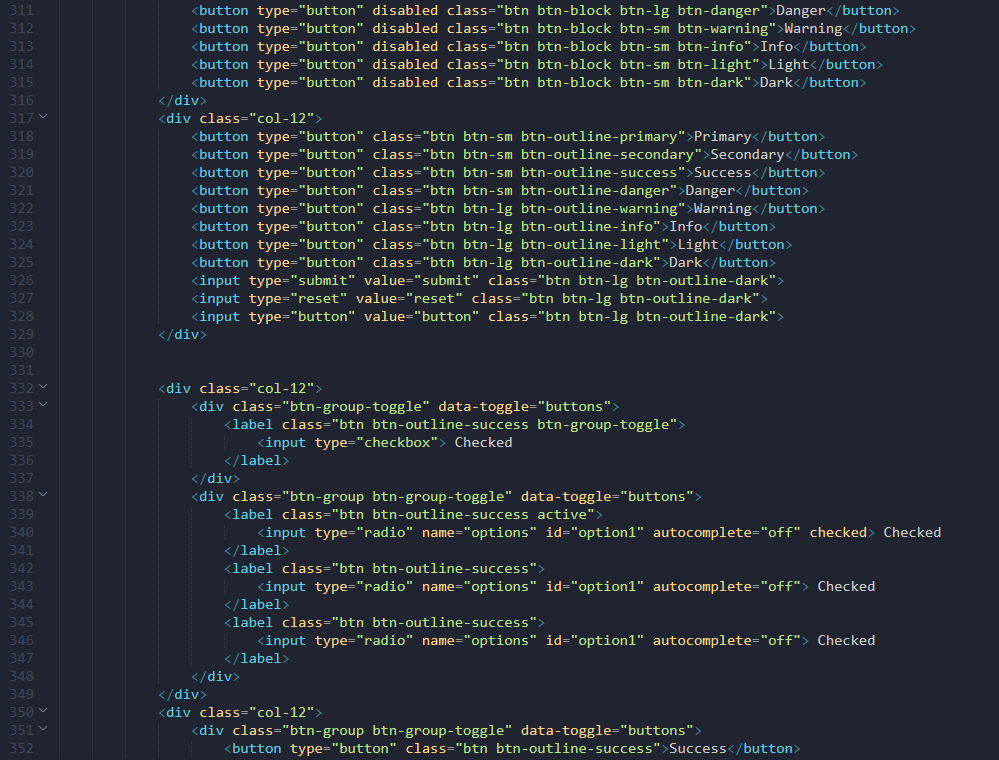 311 <button type="button" disabled class="btn btn-block btn-lg btn-danger">Danger</button>
312 <button type="button" disabled class="btn btn-block btn-sm btn-warning">Warning</button>
313 <button type="button" disabled class="btn btn-block btn-sm btn-info">Info</button>
314 <button type="button" disabled class="btn btn-block btn-sm btn-light">Light</button>
315 <button type="button" disabled class="btn btn-block btn-sm btn-dark">Dark</button>
316 </div>
317 <div class="col-12">
318 <button type="button" class="btn btn-sm btn-outline-primary">Primary</button>
319 <button type="button" class="btn btn-sm btn-outline-secondary">Secondary</button>
320 <button type="button" class="btn btn-sm btn-outline-success">Success</button>
321 <button type="button" class="btn btn-sm btn-outline-danger">Danger</button>
322 <button type="button" class="btn btn-lg btn-outline-warning">Warning</button>
323 <button type="button" class="btn btn-lg btn-outline-info">Info</button>
324 <button type="button" class="btn btn-lg btn-outline-light">Light</button>
325 <button type="button" class="btn btn-lg btn-outline-dark">Dark</button>
326 <input type="submit" value="submit" class="btn btn-lg btn-outline-dark">
327 <input type="reset" value="reset" class="btn btn-lg btn-outline-dark">
328 <input type="button" value="button" class="btn btn-lg btn-outline-dark">
329 </div>
330
331
332 <div class="col-12">
333 <div class="btn-group-toggle" data-toggle="buttons">
334 <label class="btn btn-outline-success btn-group-toggle">
335 <input type="checkbox"> Checked
336 </label>
337 </div>
338 <div class="btn-group btn-group-toggle" data-toggle="buttons">
339 <label class="btn btn-outline-success active">
340 <input type="radio" name="options" id="option1" autocomplete="off" checked> Checked
341 </label>
342 <label class="btn btn-outline-success">
343 <input type="radio" name="options" id="option1" autocomplete="off"> Checked
344 </label>
345 <label class="btn btn-outline-success">
346 <input type="radio" name="options" id="option1" autocomplete="off"> Checked
347 </label>
348 </div>
349 </div>
350 <div class="col-12">
351 <div class="btn-group btn-group-toggle" data-toggle="buttons">
352 <button type="button" class="btn btn-outline-success">Success</button>